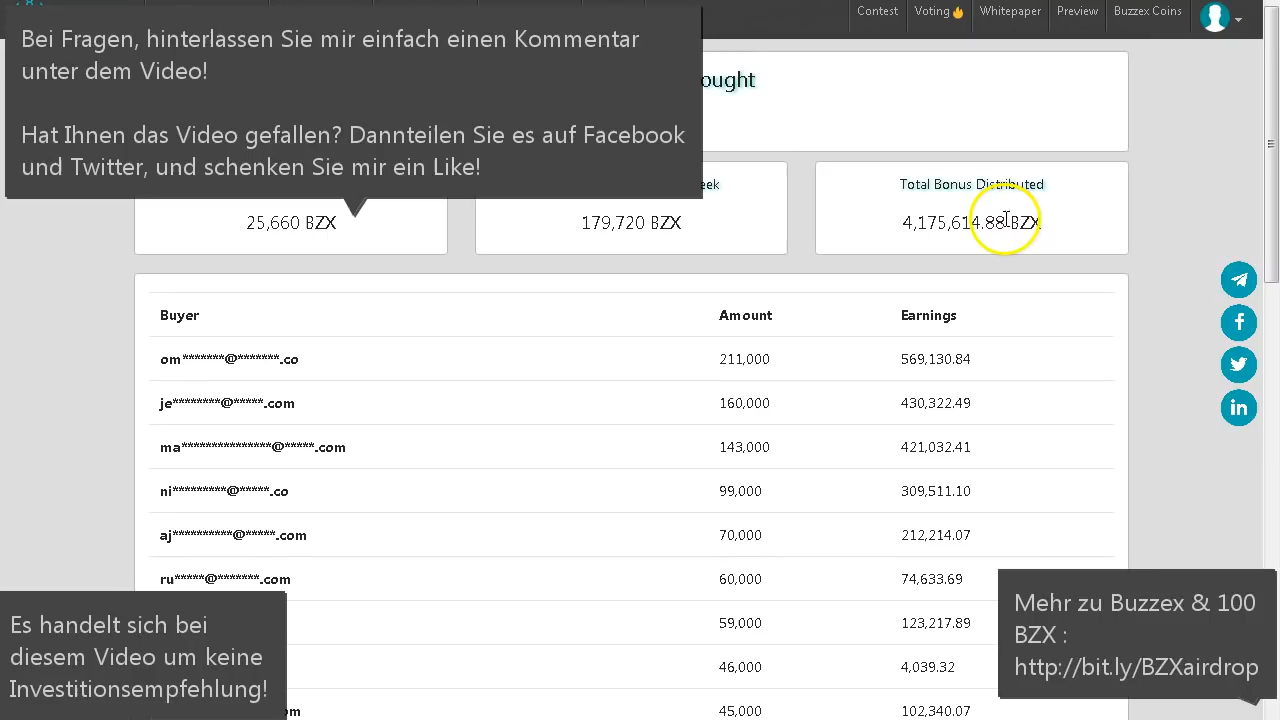 Contest Voting Whitepaper Preview Buzzex Coins
Bei Fragen, hinterlassen Sie mir einfach einen Kommentar
unter dem Video!
Hat Ihnen das Video gefallen? Dannteilen Sie es auf Facebook
und Twitter, und schenken Sie mir ein Like!
ought
eek
Total Bonus Distributed
25,660 BZX
179,720 BZX
4,175,614.88 BZX
Buyer Amount Earnings
om*******@*******.co 211,000 569,130.84
je********@*****.com 160,000 430,322.49
ma***************@*****.com 143,000 421,032.41
ni*********@*****.co 99,000 309,511.10
aj**********@*****.com 70,000 212,214.07
ru*****@*******.com 60,000 74,633.69
59,000 123,217.89
46,000 4,039.32
om 45,000 102,340.07
Es handelt sich bei
diesem Video um keine
Investitionsempfehlung!
Mehr zu Buzzex & 100
BZX :
http://bit.ly/BZXairdrop